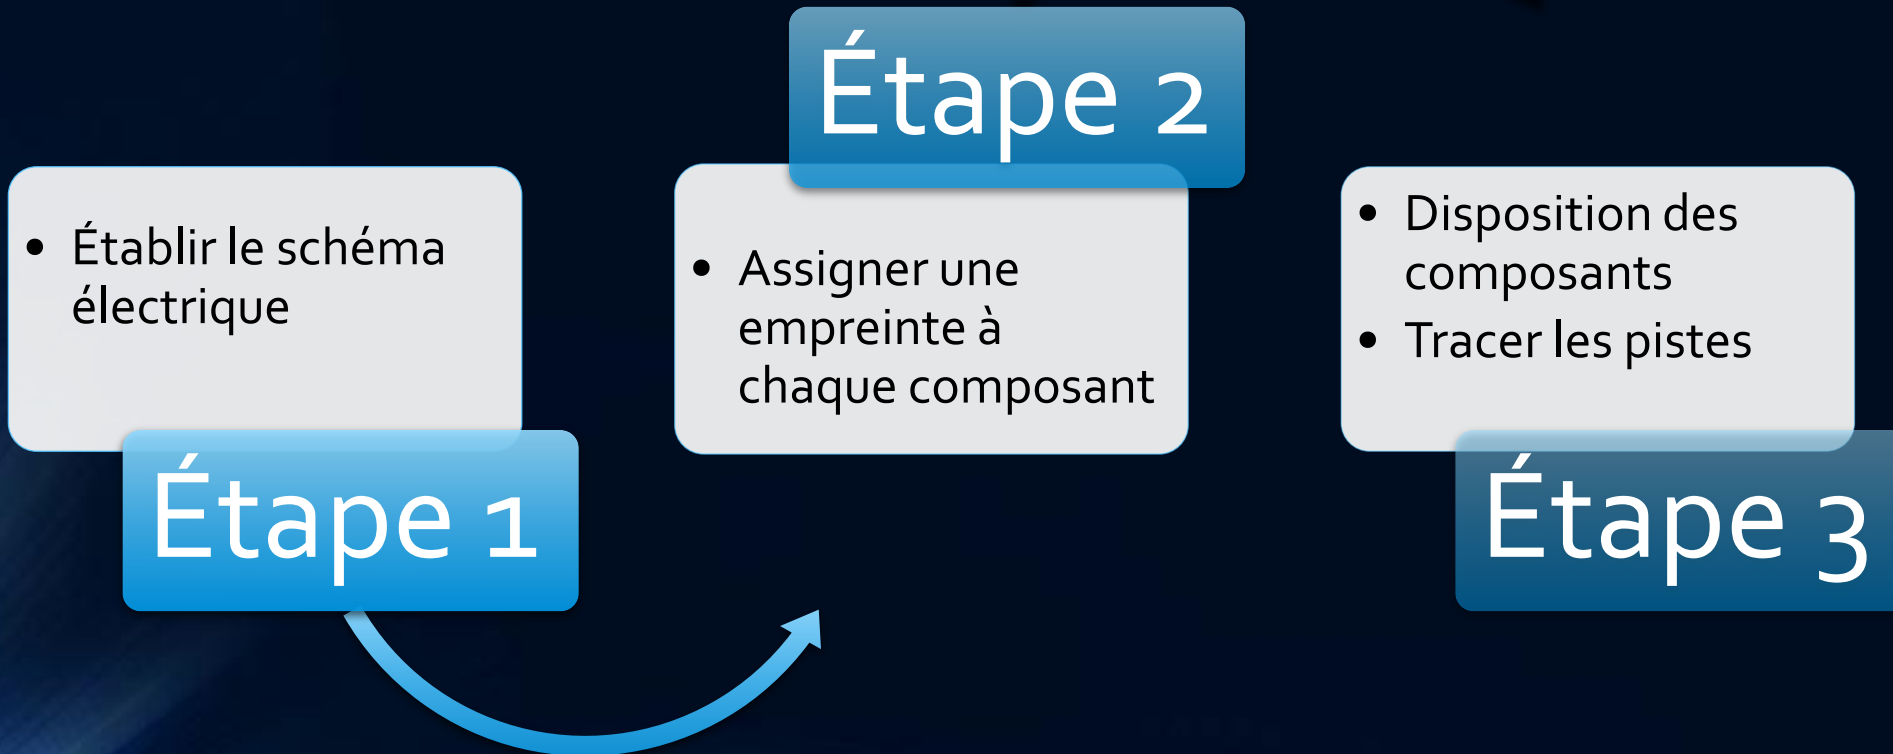 • Établir le schéma
électrique
Étape 1
Étape 2
• Assigner une
empreinte à
chaque composant
• Disposition des
composants
• Tracer les pistes
Étape 3